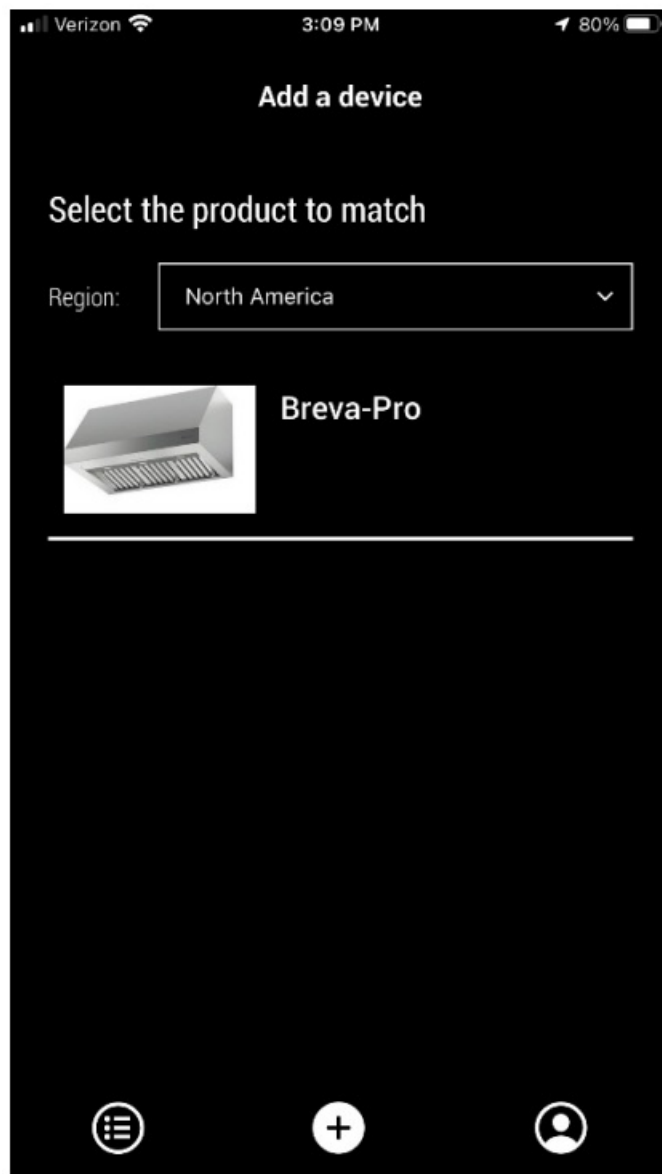 Verizon 3:09 PM 80%
Add a device
Select the product to match
Region: North America
Breva-Pro